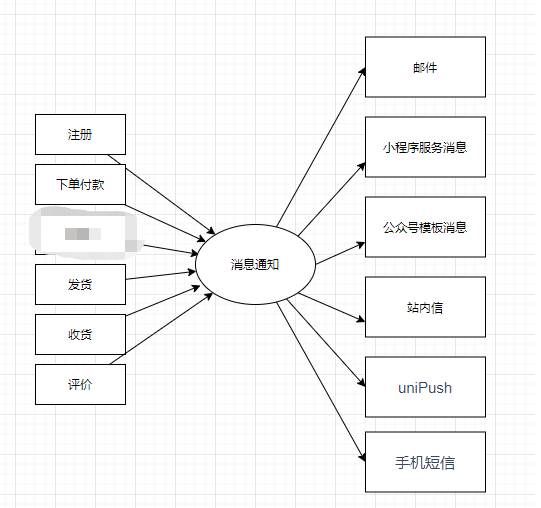 注册
下单付款
发货
收货
评价
消息通知
邮件
小程序服务消息
公众号模板消息
站内信
uniPush
手机短信